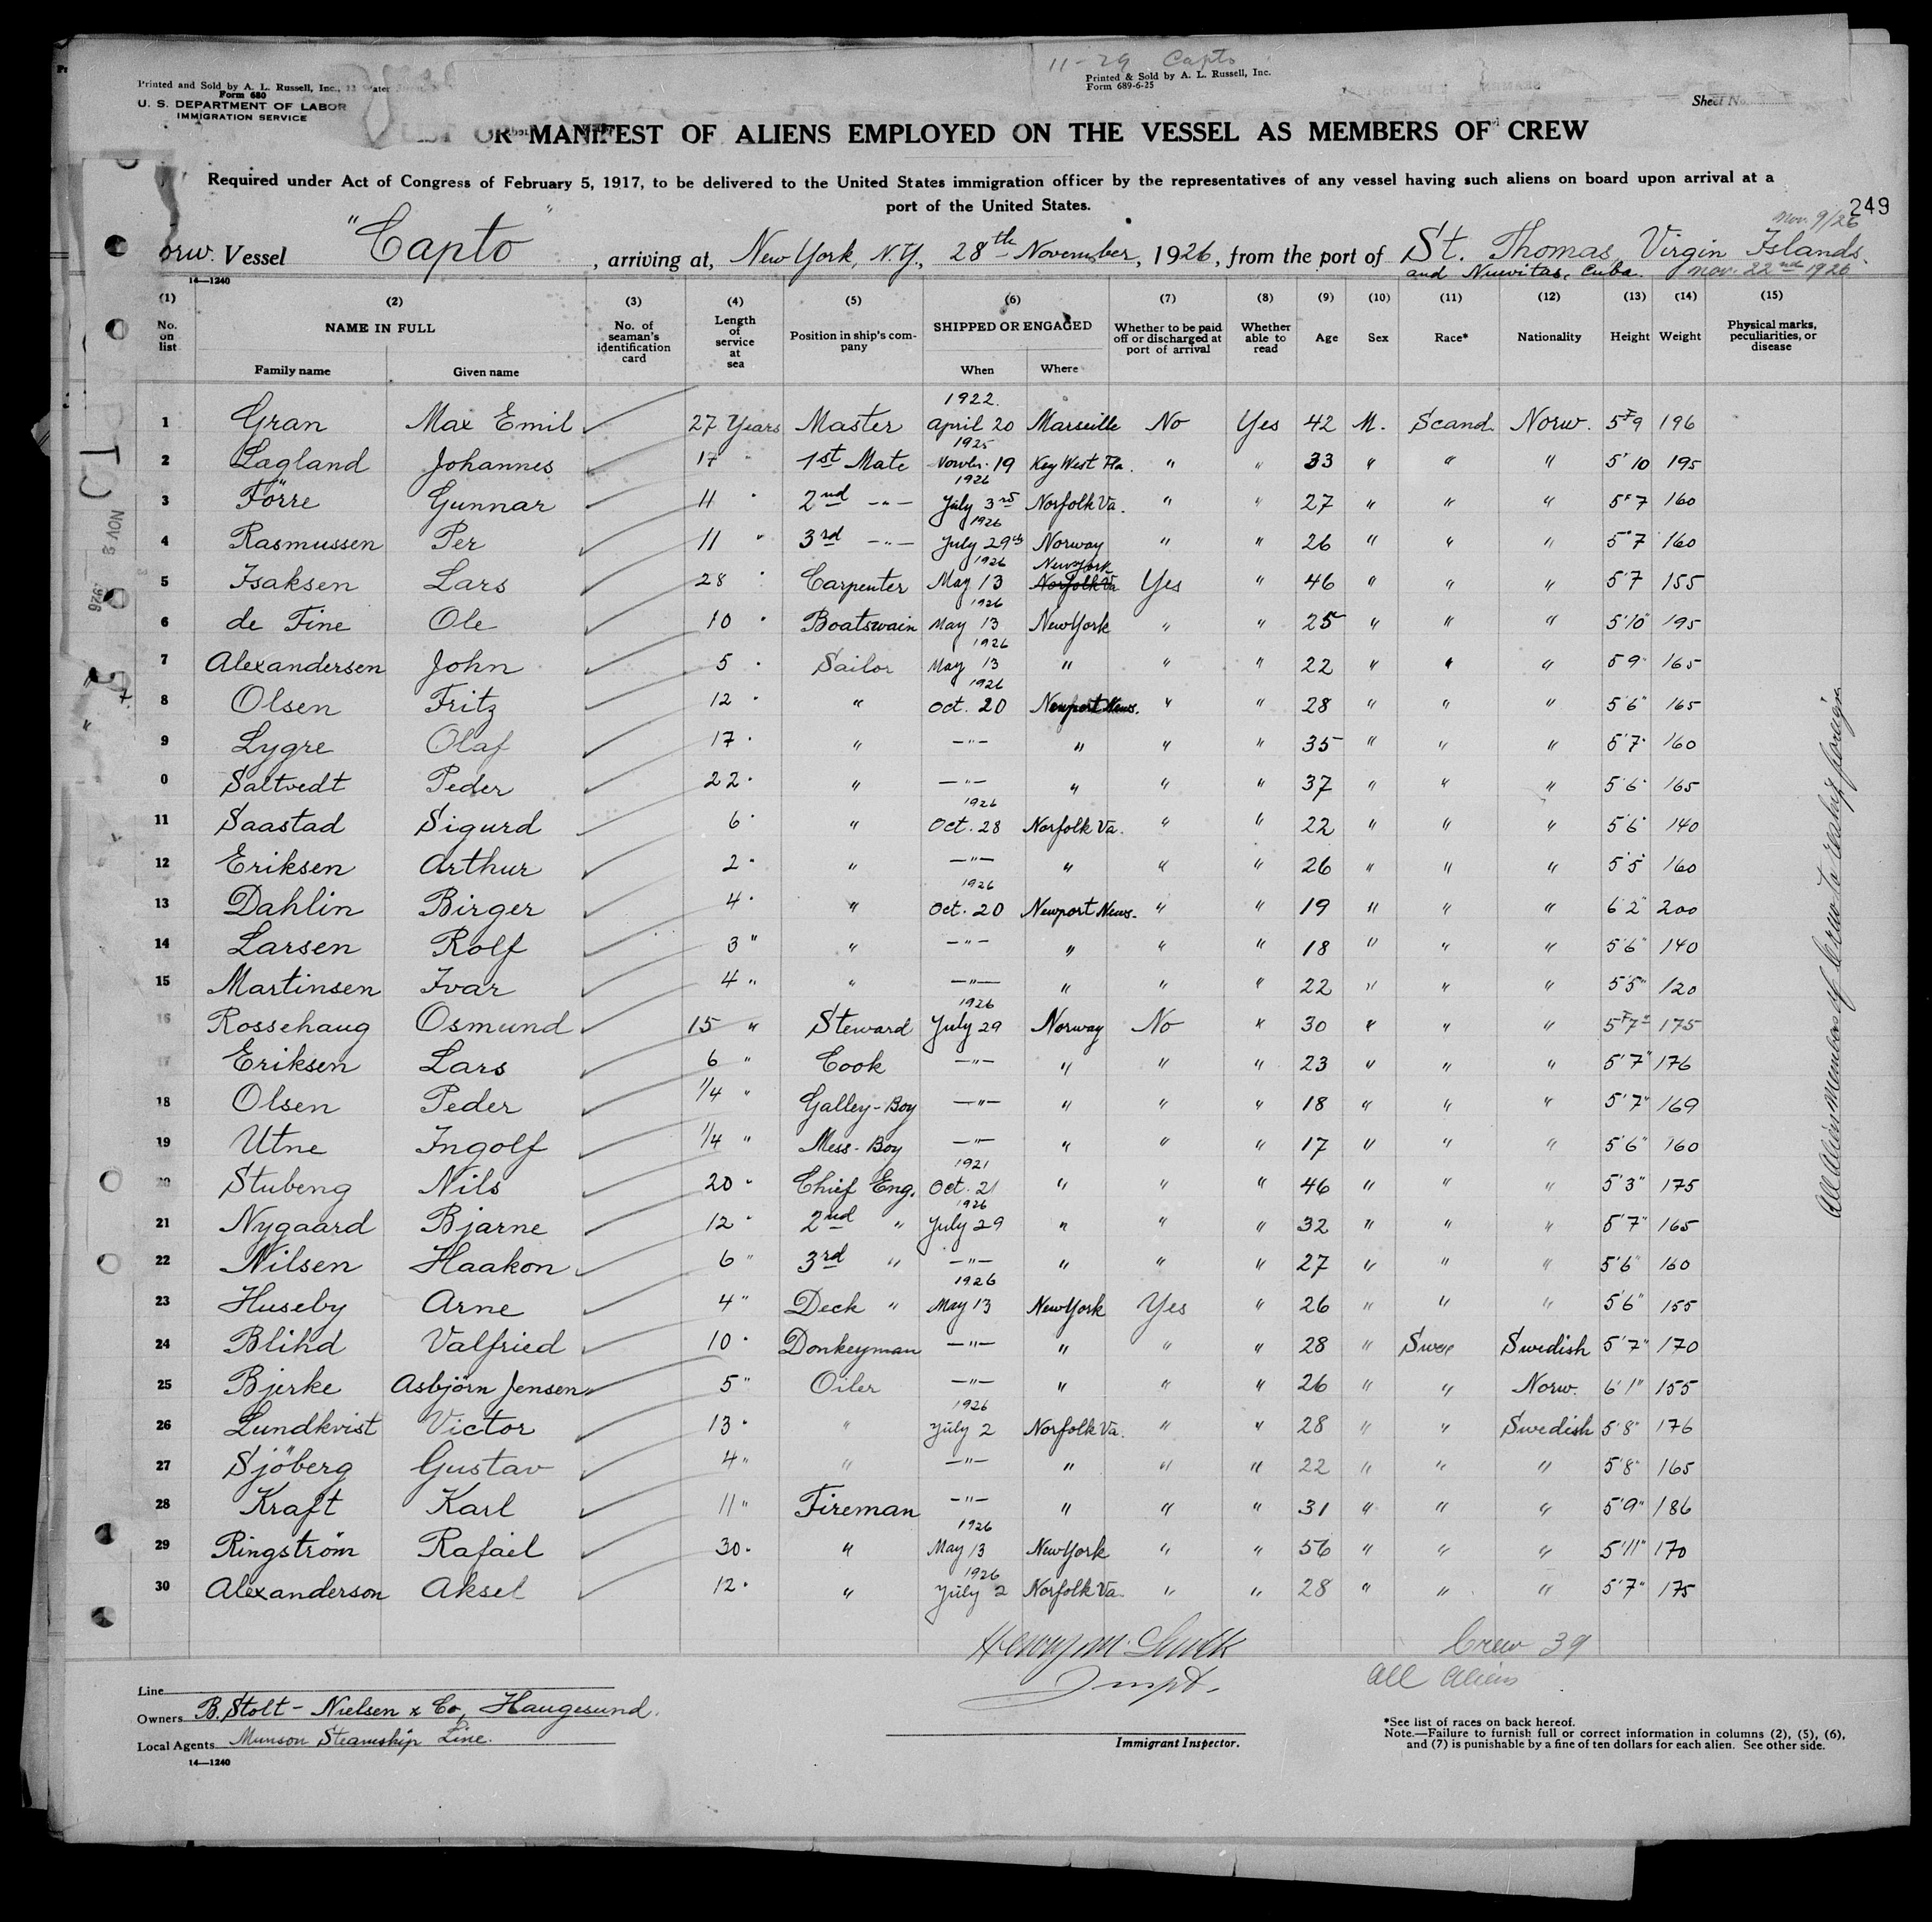 11-29 Capto
Printed and Sold by A. L. Russell, Inc.,
Form 680
U. S. DEPARTMENT OF LABOR
IMMIGRATION SERVICE
Printed & Sold by A. L. Russell, Inc.
Form 689-6-25
Sheet No.
OR MANIFEST OF ALIENS EMPLOYED ON THE VESSEL AS MEMBERS OF CREW
Required under Act of Congress of February 5, 1917, to be delivered to the United States immigration officer by the representatives of any vessel having such aliens on board upon arrival at a
port of the United States.
249
Nov. 9/26
orw. Vessel "Capto", arriving at, New York, N.Y., 28th November, 1926, from the port of St. Thomas, Virgin Islands.
and Nuevitas, Cuba. Nov. 22nd 1926
14—1240
(1) (2) (3) (4) (5) (6) (7) (8) (9) (10) (11) (12) (13) (14) (15)
No. on list NAME IN FULL No. of seaman's identification card Length of service at sea Position in ship's company SHIPPED OR ENGAGED Whether to be paid off or discharged at port of arrival Whether able to read Age Sex Race* Nationality Height Weight Physical marks, peculiarities, or disease
Family name Given name When Where
1 Gran Max Emil 27 Years Master 1922. April 20 Marseille No Yes 42 M. Scand. Norw. 5F9 196
2 Lagland Johannes 17 " 1st Mate 1925 Novbr. 19 Key West Fla. " " 33 " " " 5'10 195
3 Förre Gunnar 11 " 2nd -"- 1926 July 3rd Norfolk Va. " " 27 " " " 5F7 160
4 Rasmussen Per 11 " 3rd -"- 1926 July 29th Norway " " 26 " " " 5"7 160
5 Isaksen Lars 28 " Carpenter 1926 May 13 New York Norfolk Va Yes " 46 " " " 5'7 155
6 de Fine Ole 10 " Boatswain 1926 May 13 New York " " 25 " " " 5'10" 195
7 Alexandersen John 5 " Sailor 1926 May 13 " " " 22 " " " 5 9" 165
8 Olsen Fritz 12 " " 1926 Oct. 20 Newport News. " " 28 " " " 5'6" 165
9 Lygre Olaf 17 " " -"- " " " 35 " " " 5'7" 160
0 Saltvedt Peder 22 " " -"- " " " 37 " " " 5'6" 165
11 Saastad Sigurd 6 " " 1926 Oct. 28 Norfolk Va. " " 22 " " " 5'6" 140
12 Eriksen Arthur 2 " " -"- " " " 26 " " " 5'5" 160
13 Dahlin Birger 4 " " 1926 Oct. 20 Newport News. " " 19 " " " 6'2" 200
14 Larsen Rolf 3 " " -"- " " " 18 " " " 5'6" 140
15 Martinsen Ivar 4 " " -"- " " " 22 " " " 5'5" 120
16 Rossehaug Osmund 15 " Steward 1926 July 29 Norway No " 30 " " " 5F7" 175
17 Eriksen Lars 6 " Cook -"- " " " 23 " " " 5'7" 176
18 Olsen Peder 1/4 " Galley-Boy -"- " " " 18 " " " 5'7" 169
19 Utne Ingolf 1/4 " Mess-Boy -"- " " " 17 " " " 5'6" 160
20 Stubeng Nils 20 " Chief Eng. 1921 Oct. 21 " " " 46 " " " 5'3" 175
21 Nygaard Bjarne 12 " 2nd " 1926 July 29 " " " 32 " " " 5'7" 165
22 Nilsen Haakon 6 " 3rd " -"- " " " 27 " " " 5'6" 160
23 Huseby Arne 4 " Deck " 1926 May 13 New York Yes " 26 " " " 5'6" 155
24 Blihd Valfried 10 " Donkeyman -"- " " " 28 " Swe Swedish 5'7" 170
25 Bjerke Asbjörn Jensen 5 " Oiler -"- " " " 26 " " Norw. 6'1" 155
26 Lundkvist Victor 13 " " 1926 July 2 Norfolk Va. " " 28 " " Swedish 5'8" 176
27 Sjöberg Gustav 4 " " -"- " " " 22 " " " 5'8" 165
28 Kraft Karl 11 " Fireman -"- " " " 31 " " " 5'9" 186
29 Ringström Rafael 30 " " 1926 May 13 New York " " 56 " " " 5'11" 170
30 Alexanderson Aksel 12 " " 1926 July 2 Norfolk Va. " " 28 " " " 5'7" 175
All Alien Members of Crew to reship foreign
Crew 39
All Aliens
Line
Owners B. Stolt-Nielsen & Co, Haugesund.
Local Agents Munson Steamship Line.
14—1240
Immigrant Inspector.
*See list of races on back hereof.
Note.—Failure to furnish full or correct information in columns (2), (5), (6),
and (7) is punishable by a fine of ten dollars for each alien. See other side.